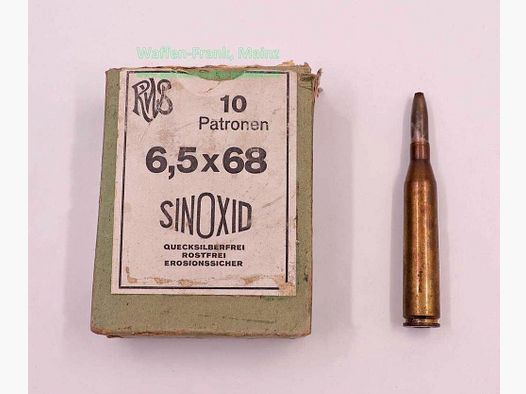 Waffen-Frank, Mainz
RWS
10
Patronen
6,5x68
SINOXID
QUECKSILBERFREI
ROSTFREI
EROSIONSSICHER